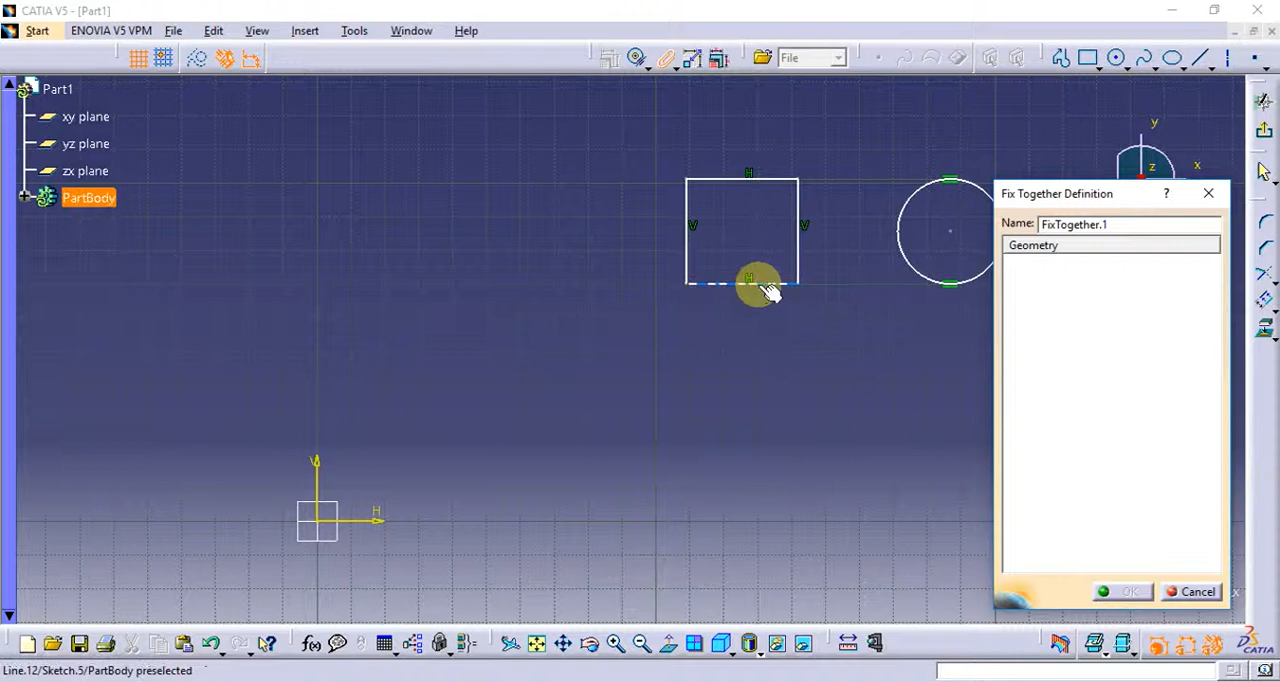 CATIA V5 - [Part1]
Start ENOVIA V5 VPM File Edit View Insert Tools Window Help
File
Part1
xy plane
yz plane
zx plane
PartBody
H
V V
H
y
z x
Fix Together Definition ?
Name: FixTogether.1
Geometry
OK Cancel
V
H
x
f(x)
CATIA
Line.12/Sketch.5/PartBody preselected